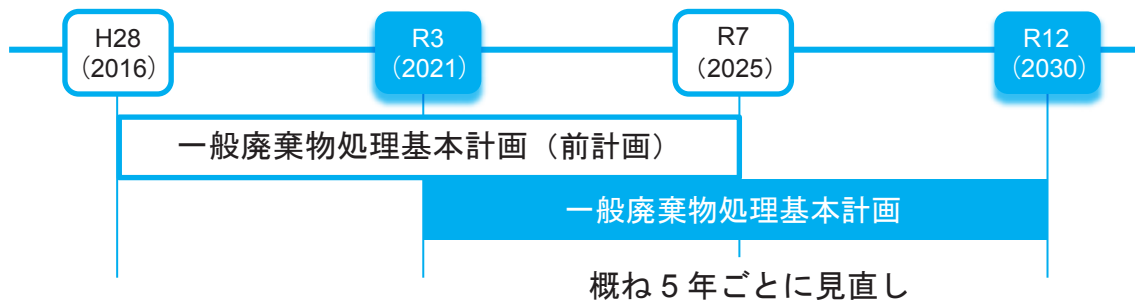 H28
（2016）
R3
（2021）
R7
（2025）
R12
（2030）
一般廃棄物処理基本計画（前計画）
一般廃棄物処理基本計画
概ね 5 年ごとに見直し